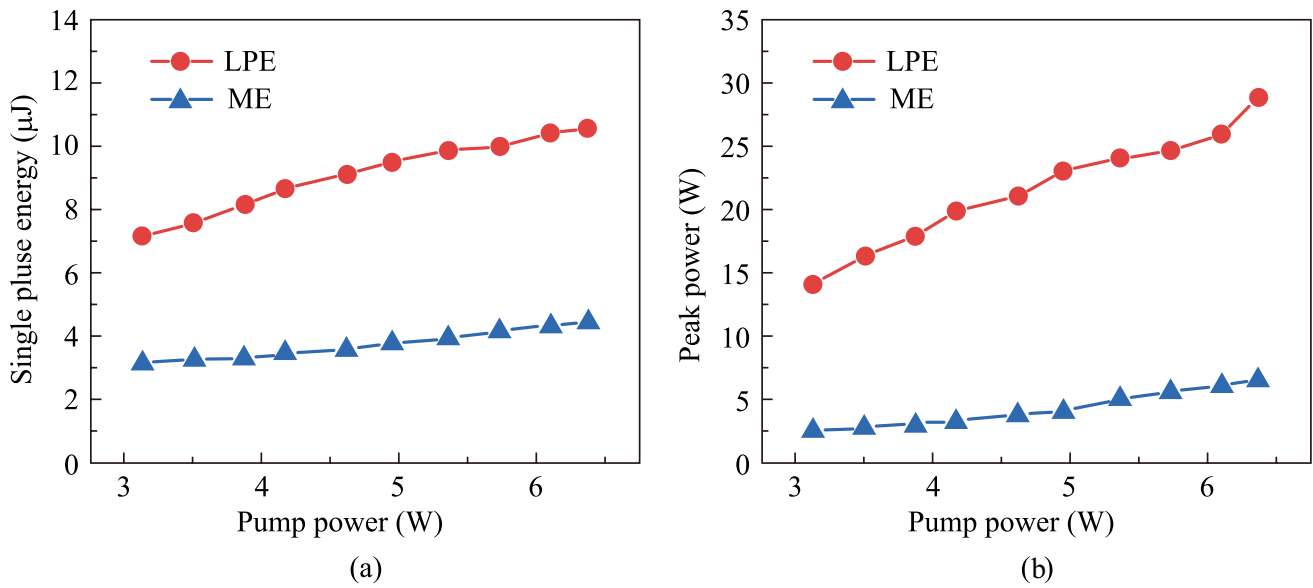 14
12
10
8
6
4
2
0
Single pluse energy (μJ)
LPE
ME
3 4 5 6
Pump power (W)
(a)
35
30
25
20
15
10
5
0
Peak power (W)
LPE
ME
3 4 5 6
Pump power (W)
(b)